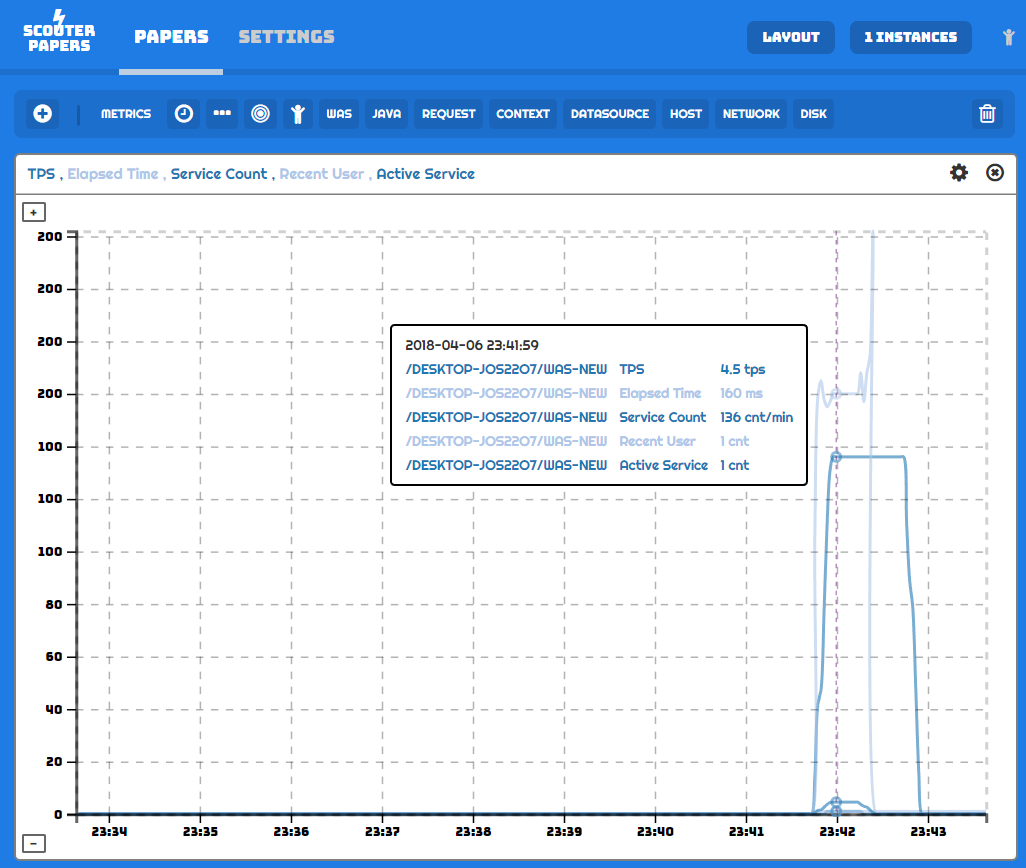 SCOUTER
PAPERS
PAPERS
SETTINGS
LAYOUT
1 INSTANCES
METRICS
WAS
JAVA
REQUEST
CONTEXT
DATASOURCE
HOST
NETWORK
DISK
TPS , Elapsed Time , Service Count , Recent User , Active Service
+
200
200
200
200
100
100
100
80
60
40
20
0
2018-04-06 23:41:59
/DESKTOP-JOS22O7/WAS-NEW TPS 4.5 tps
/DESKTOP-JOS22O7/WAS-NEW Elapsed Time 160 ms
/DESKTOP-JOS22O7/WAS-NEW Service Count 136 cnt/min
/DESKTOP-JOS22O7/WAS-NEW Recent User 1 cnt
/DESKTOP-JOS22O7/WAS-NEW Active Service 1 cnt
23:34 23:35 23:36 23:37 23:38 23:39 23:40 23:41 23:42 23:43
-